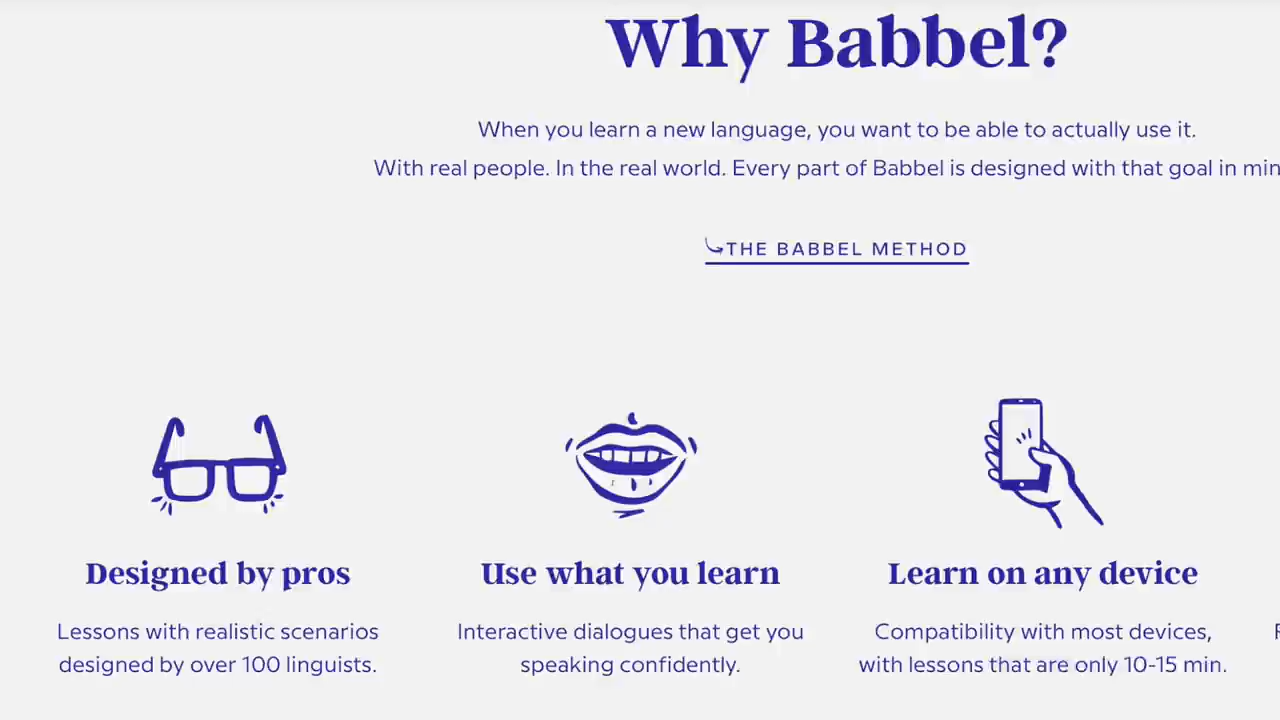 Why Babbel?
When you learn a new language, you want to be able to actually use it.
With real people. In the real world. Every part of Babbel is designed with that goal in min
THE BABBEL METHOD
Designed by pros
Lessons with realistic scenarios
designed by over 100 linguists.
Use what you learn
Interactive dialogues that get you
speaking confidently.
Learn on any device
Compatibility with most devices,
with lessons that are only 10-15 min.